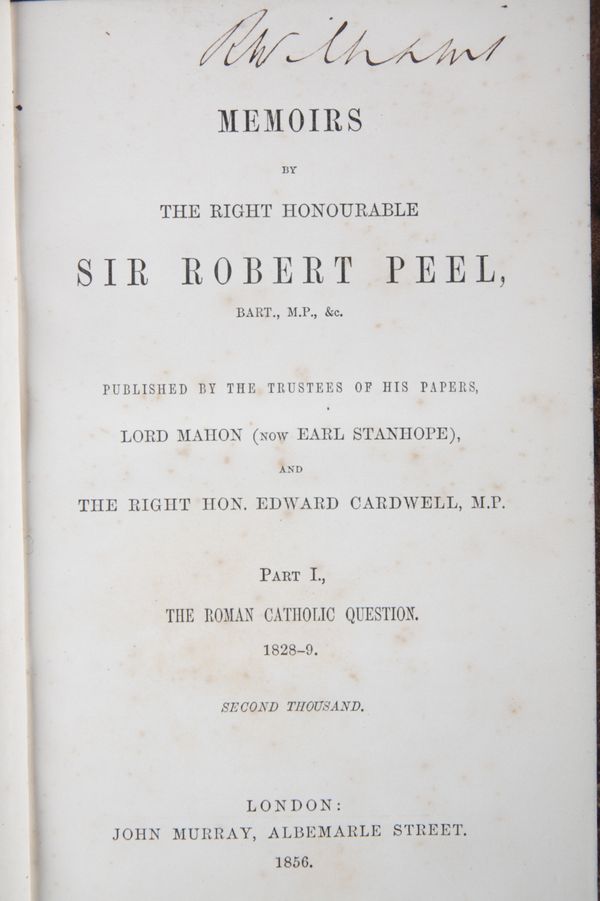 MEMOIRS
BY
THE RIGHT HONOURABLE
SIR ROBERT PEEL,
BART., M.P., &c.
PUBLISHED BY THE TRUSTEES OF HIS PAPERS,
LORD MAHON (NOW EARL STANHOPE),
AND
THE RIGHT HON. EDWARD CARDWELL, M.P.
PART I.,
THE ROMAN CATHOLIC QUESTION.
1828-9.
SECOND THOUSAND.
LONDON:
JOHN MURRAY, ALBEMARLE STREET.
1856.